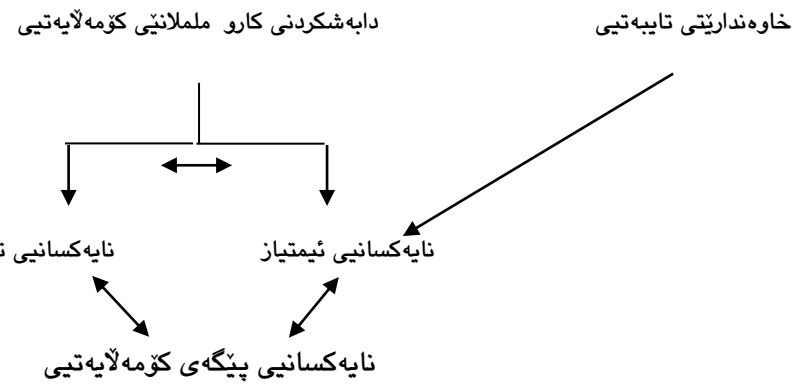 خاوەندارێتی تایبەتیی
دابەشکردنی کارو ململانێی کۆمەڵایەتیی
نایەکسانیی ئیمتیاز
نایەکسانیی
نایەکسانیی پێگەی کۆمەڵایەتیی